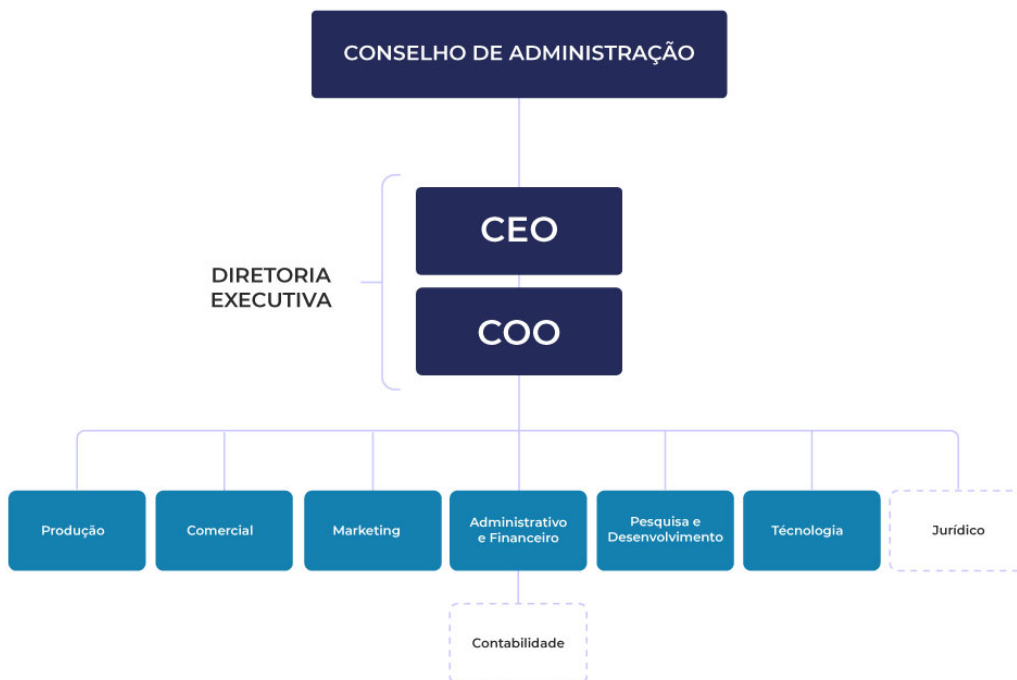 CONSELHO DE ADMINISTRAÇÃO
CEO
DIRETORIA
EXECUTIVA
COO
Produção
Comercial
Marketing
Administrativo
e Financeiro
Pesquisa e
Desenvolvimento
Técnologia
Jurídico
Contabilidade